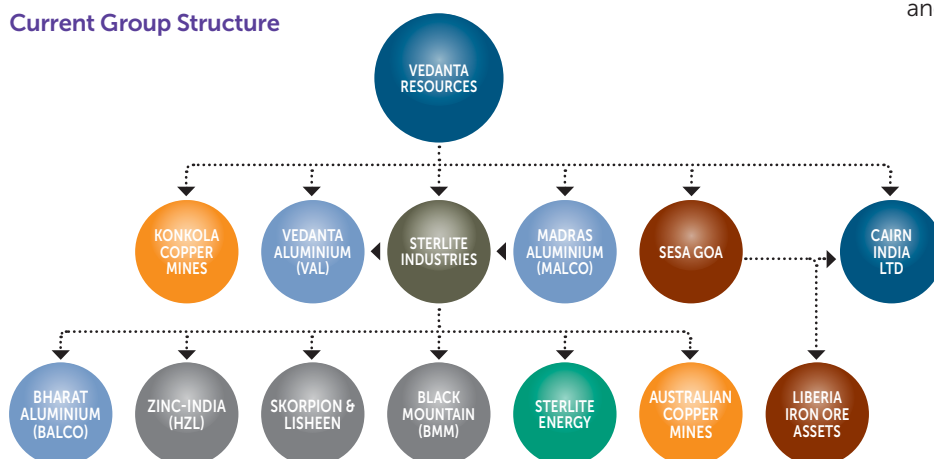 an
Current Group Structure
VEDANTA
RESOURCES
KONKOLA
COPPER
MINES
VEDANTA
ALUMINIUM
(VAL)
STERLITE
INDUSTRIES
MADRAS
ALUMINIUM
(MALCO)
SESA GOA
CAIRN
INDIA
LTD
BHARAT
ALUMINIUM
(BALCO)
ZINC-INDIA
(HZL)
SKORPION &
LISHEEN
BLACK
MOUNTAIN
(BMM)
STERLITE
ENERGY
AUSTRALIAN
COPPER
MINES
LIBERIA
IRON ORE
ASSETS